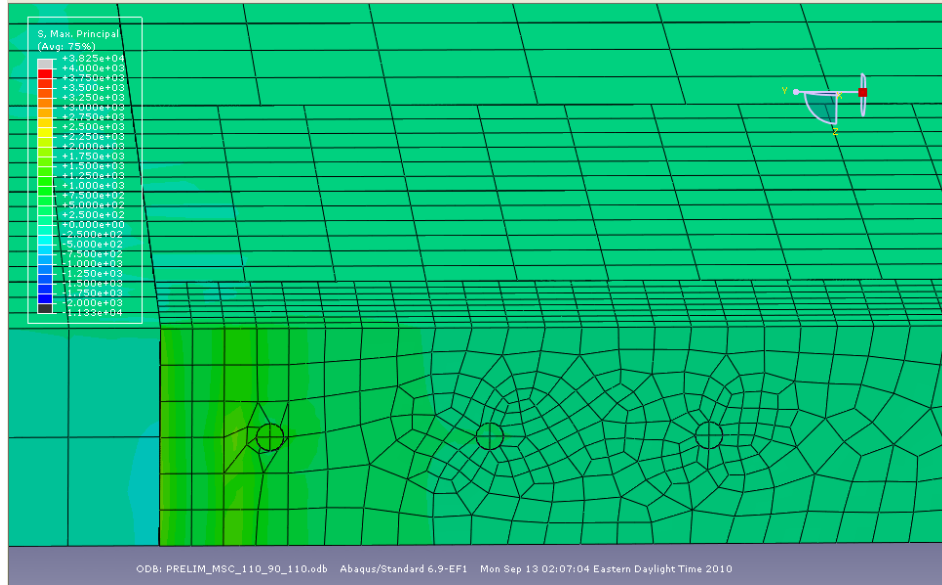 S, Max. Principal
(Avg: 75%)
+3.825e+04
+4.000e+03
+3.750e+03
+3.500e+03
+3.250e+03
+3.000e+03
+2.750e+03
+2.500e+03
+2.250e+03
+2.000e+03
+1.750e+03
+1.500e+03
+1.250e+03
+1.000e+03
+7.500e+02
+5.000e+02
+2.500e+02
+0.000e+00
-2.500e+02
-5.000e+02
-7.500e+02
-1.000e+03
-1.250e+03
-1.500e+03
-1.750e+03
-2.000e+03
-1.133e+04
Y
X
Z
ODB: PRELIM_MSC_110_90_110.odb Abaqus/Standard 6.9-EF1 Mon Sep 13 02:07:04 Eastern Daylight Time 2010